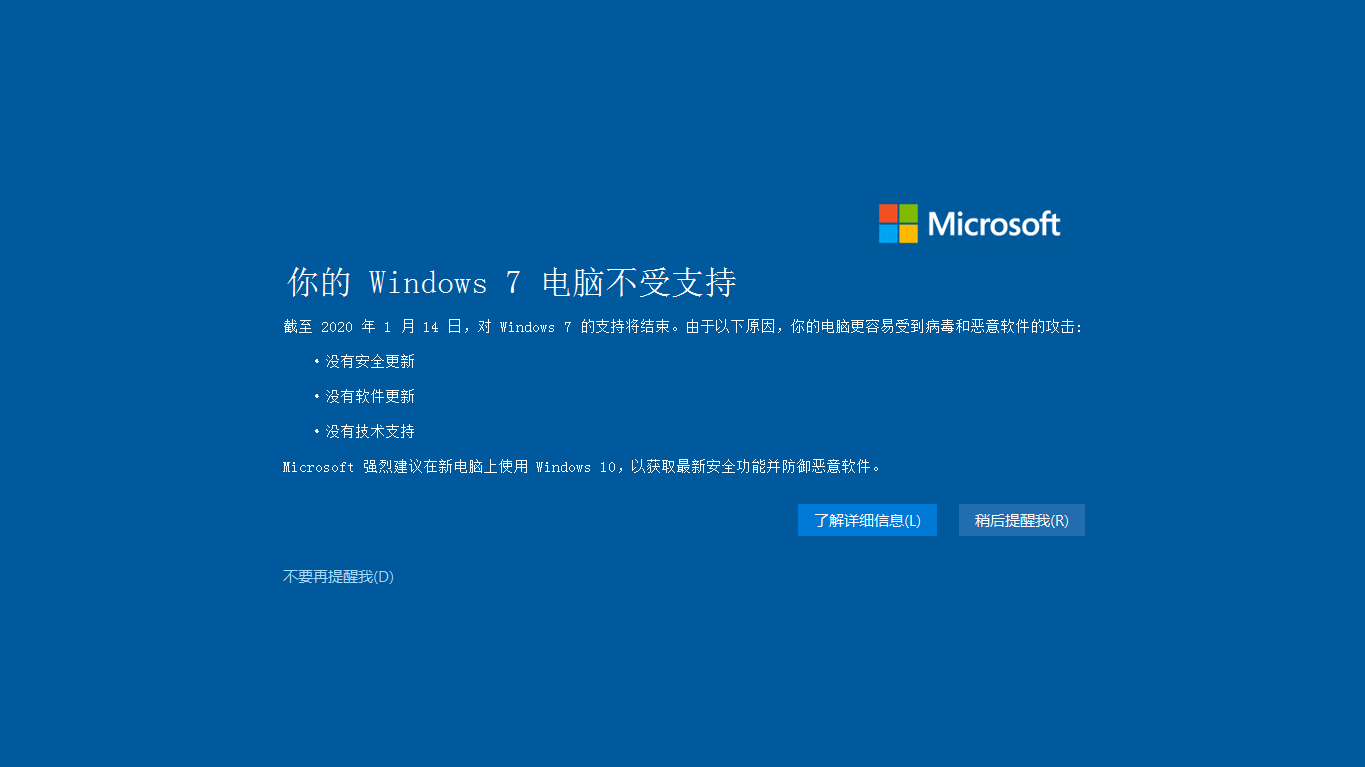 Microsoft
你的 Windows 7 电脑不受支持
截至 2020 年 1 月 14 日，对 Windows 7 的支持将结束。由于以下原因，你的电脑更容易受到病毒和恶意软件的攻击:
• 没有安全更新
• 没有软件更新
• 没有技术支持
Microsoft 强烈建议在新电脑上使用 Windows 10，以获取最新安全功能并防御恶意软件。
了解详细信息(L) 稍后提醒我(R)
不要再提醒我(D)